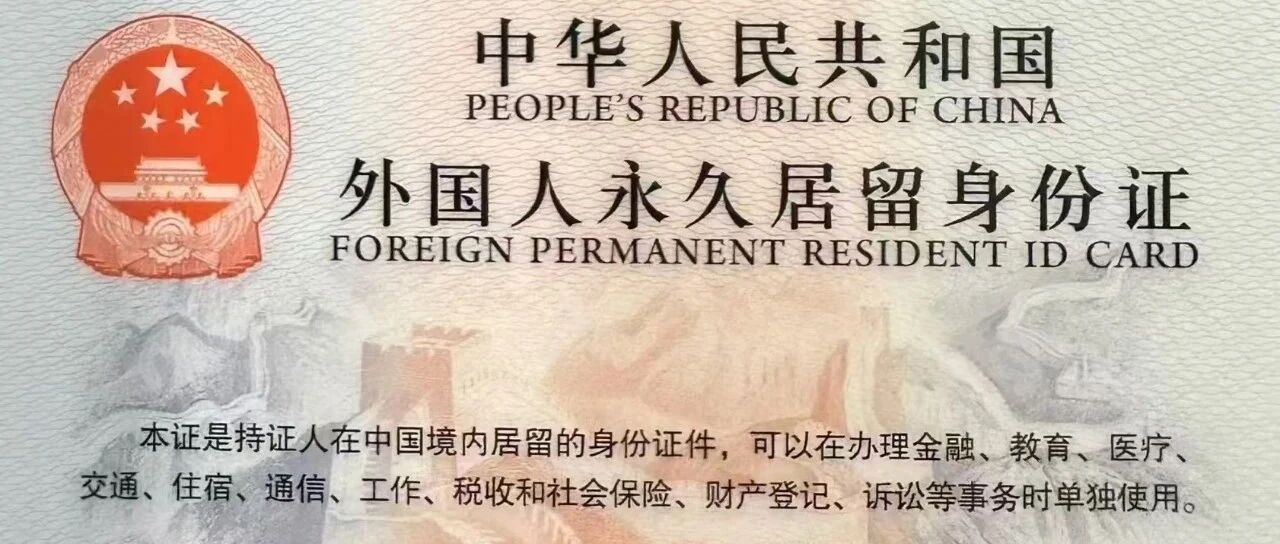 中华人民共和国
PEOPLE'S REPUBLIC OF CHINA
外国人永久居留身份证
FOREIGN PERMANENT RESIDENT ID CARD
本证是持证人在中国境内居留的身份证件，可以在办理金融、教育、医疗、
交通、住宿、通信、工作、税收和社会保险、财产登记、诉讼等事务时单独使用。